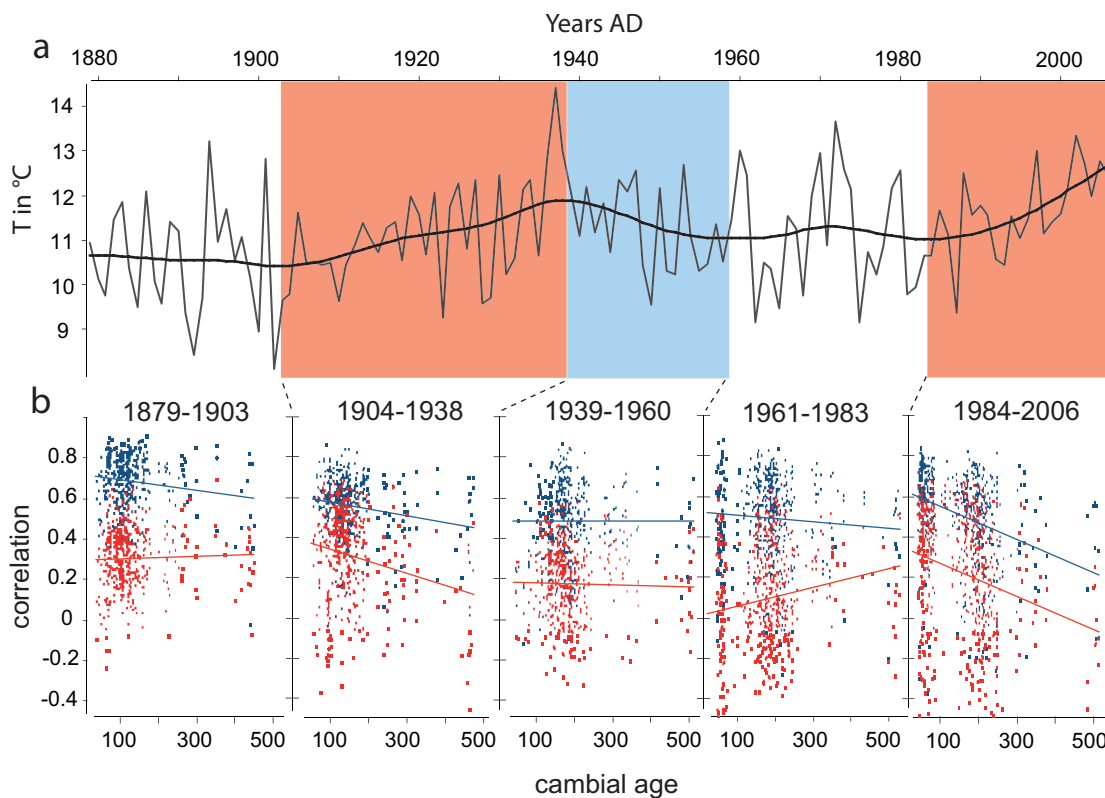 Years AD
a
1880 1900 1920 1940 1960 1980 2000
T in °C
14
13
12
11
10
9
b
1879-1903 1904-1938 1939-1960 1961-1983 1984-2006
correlation
0.8
0.6
0.4
0.2
0
-0.2
-0.4
100 300 500 100 300 500 100 300 500 100 300 500 100 300 500
cambial age